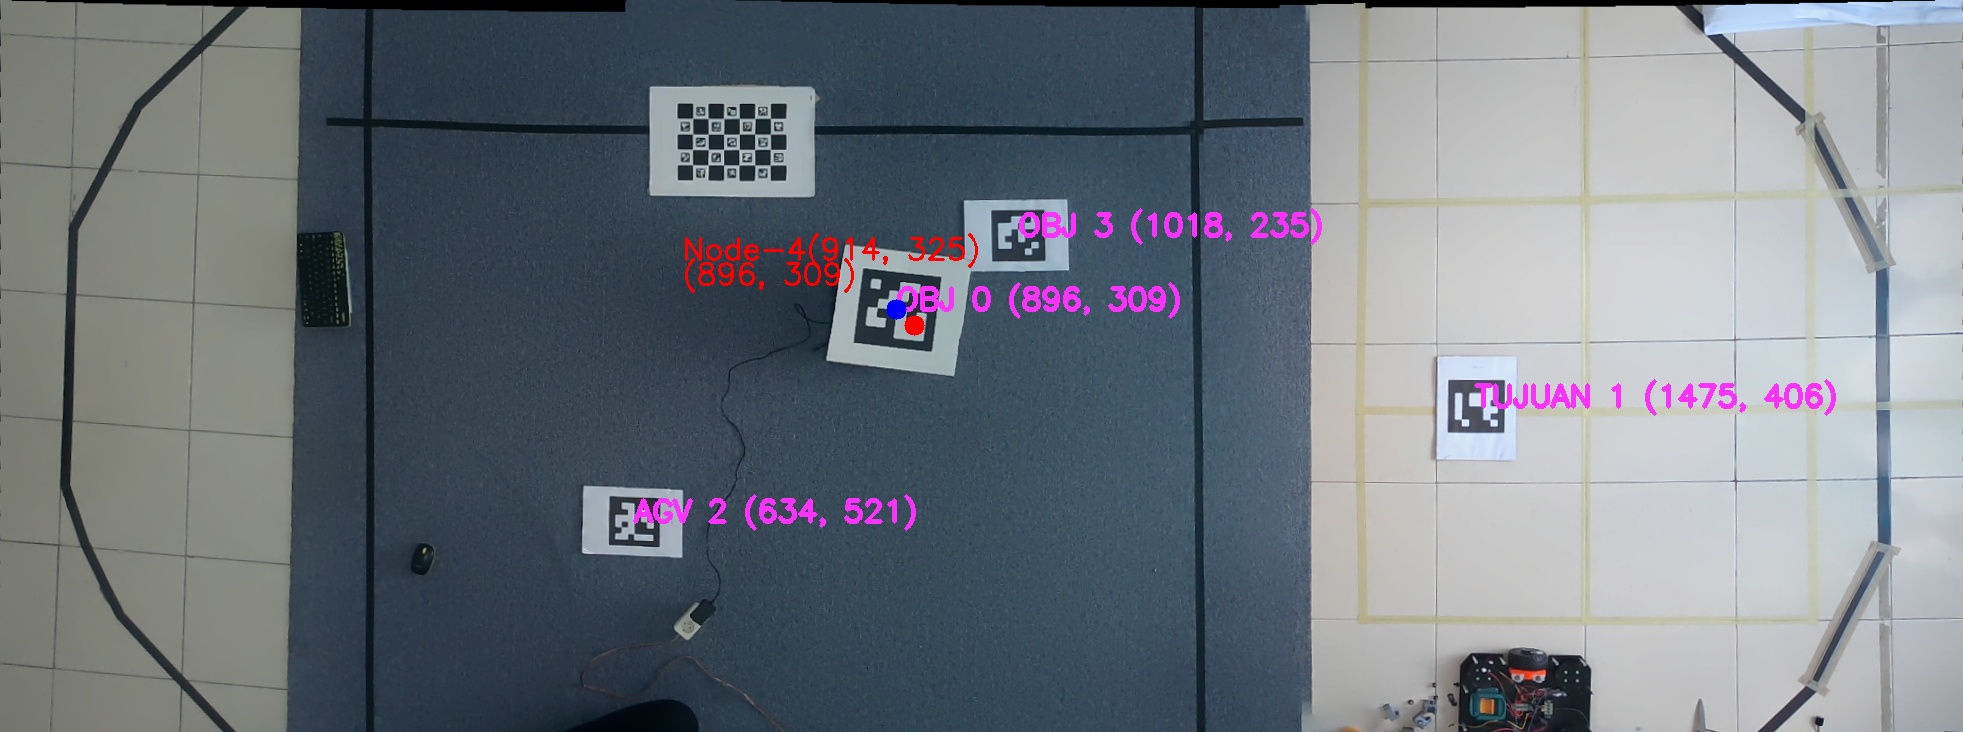 OBJ 3 (1018, 235)
Node-4(914, 325)
(896, 309)
OBJ 0 (896, 309)
TUJUAN 1 (1475, 406)
AGV 2 (634, 521)